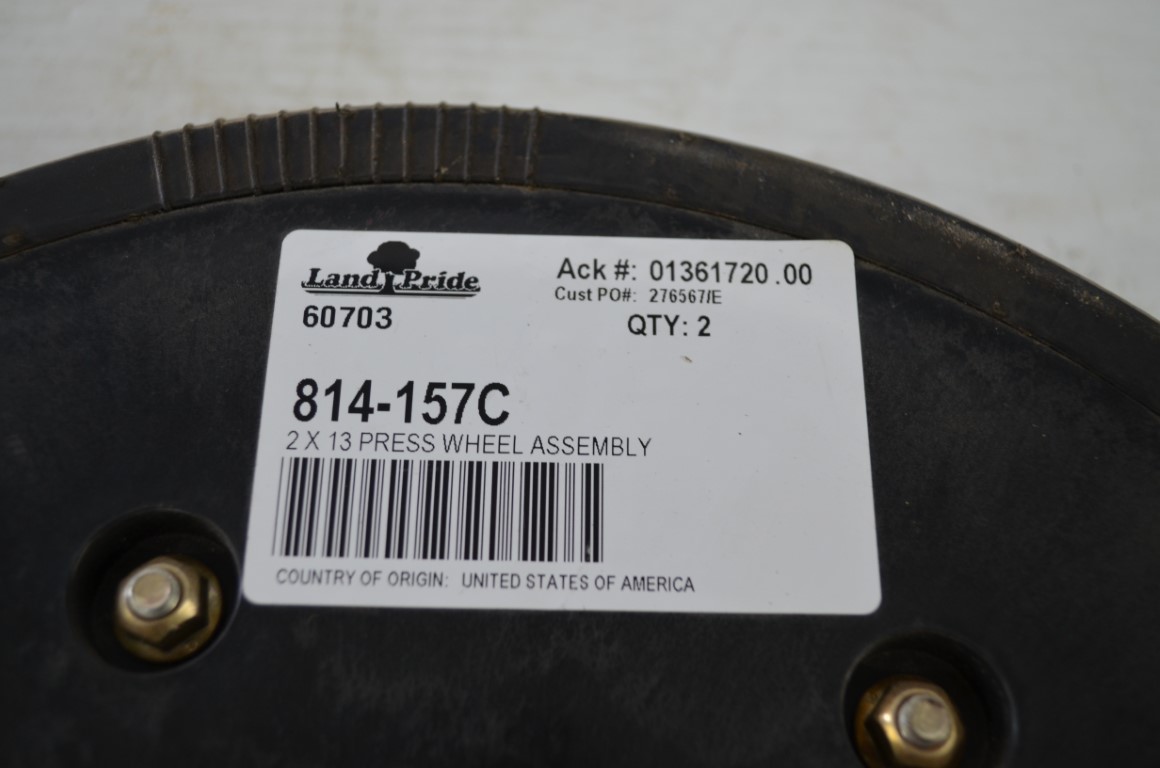 Land Pride
60703
Ack #: 01361720.00
Cust PO#: 276567/E
QTY: 2
814-157C
2 X 13 PRESS WHEEL ASSEMBLY
COUNTRY OF ORIGIN: UNITED STATES OF AMERICA